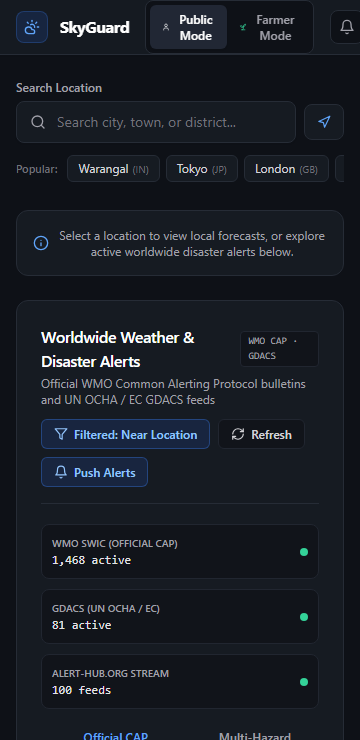 SkyGuard
Public
Mode
Farmer
Mode
Search Location
Search city, town, or district...
Popular:
Warangal (IN)
Tokyo (JP)
London (GB)
Select a location to view local forecasts, or explore
active worldwide disaster alerts below.
Worldwide Weather &
Disaster Alerts
WMO CAP ·
GDACS
Official WMO Common Alerting Protocol bulletins
and UN OCHA / EC GDACS feeds
Filtered: Near Location
Refresh
Push Alerts
WMO SWIC (OFFICIAL CAP)
1,468 active
GDACS (UN OCHA / EC)
81 active
ALERT-HUB.ORG STREAM
100 feeds
Official CAP
Multi-Hazard